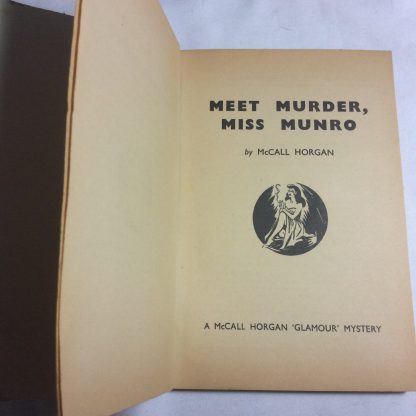 MEET MURDER,
MISS MUNRO
by McCALL HORGAN
A McCALL HORGAN 'GLAMOUR' MYSTERY